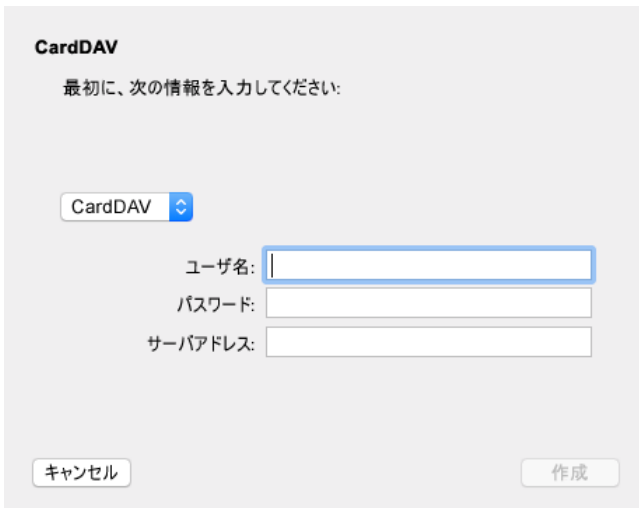 CardDAV
最初に、次の情報を入力してください:
CardDAV
ユーザ名:
パスワード:
サーバアドレス:
キャンセル
作成